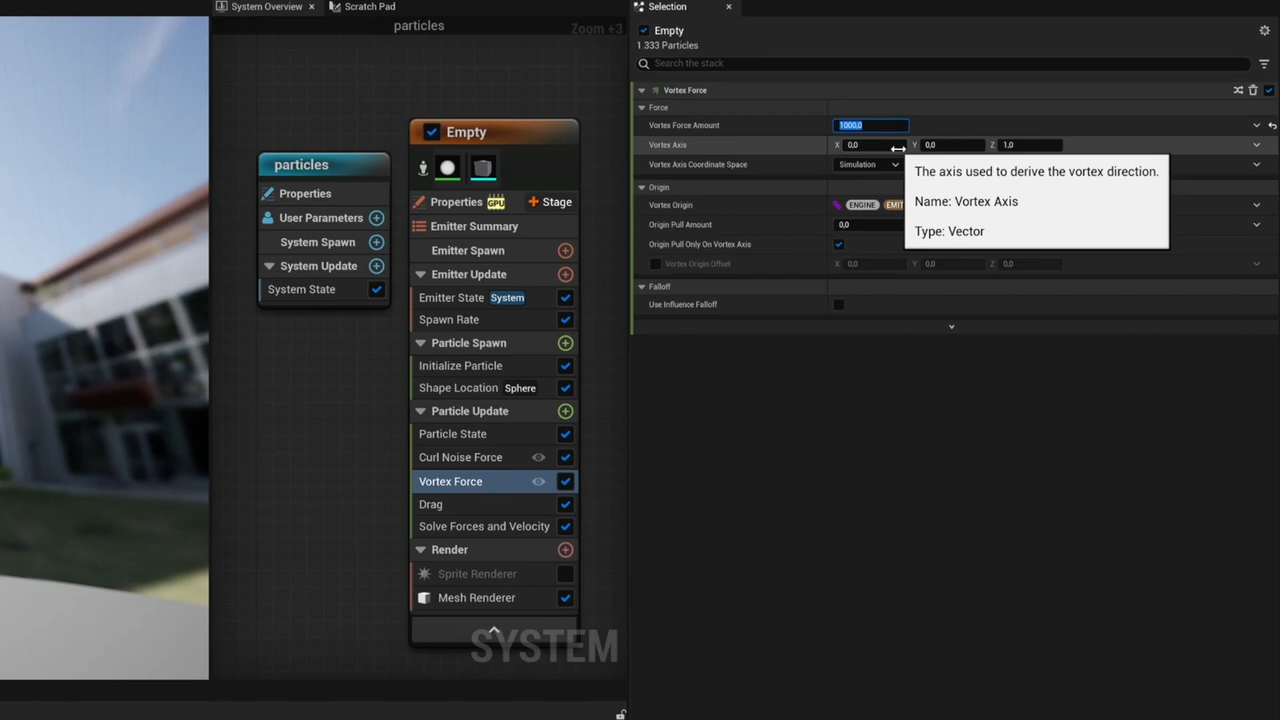 System Overview
Scratch Pad
particles
Zoom +3
particles
Properties
User Parameters
System Spawn
System Update
System State
Empty
Properties GPU Stage
Emitter Summary
Emitter Spawn
Emitter Update
Emitter State System
Spawn Rate
Particle Spawn
Initialize Particle
Shape Location Sphere
Particle Update
Particle State
Curl Noise Force
Vortex Force
Drag
Solve Forces and Velocity
Render
Sprite Renderer
Mesh Renderer
SYSTEM
Selection
Empty
1.333 Particles
Search the stack
Vortex Force
Force
Vortex Force Amount 1000,0
Vortex Axis X 0,0 Y 0,0 Z 1,0
Vortex Axis Coordinate Space Simulation
Origin
Vortex Origin ENGINE EMIT
Origin Pull Amount 0,0
Origin Pull Only On Vortex Axis
Vortex Origin Offset X 0,0 Y 0,0 Z 0,0
Falloff
Use Influence Falloff
The axis used to derive the vortex direction.
Name: Vortex Axis
Type: Vector